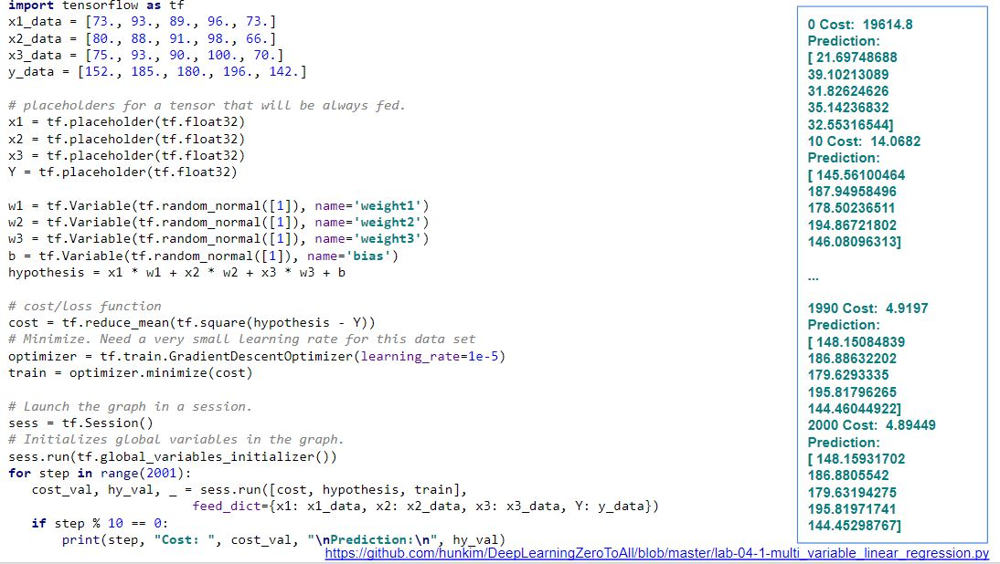 import tensorflow as tf
x1_data = [73., 93., 89., 96., 73.]
x2_data = [80., 88., 91., 98., 66.]
x3_data = [75., 93., 90., 100., 70.]
y_data = [152., 185., 180., 196., 142.]
# placeholders for a tensor that will be always fed.
x1 = tf.placeholder(tf.float32)
x2 = tf.placeholder(tf.float32)
x3 = tf.placeholder(tf.float32)
Y = tf.placeholder(tf.float32)
w1 = tf.Variable(tf.random_normal([1]), name='weight1')
w2 = tf.Variable(tf.random_normal([1]), name='weight2')
w3 = tf.Variable(tf.random_normal([1]), name='weight3')
b = tf.Variable(tf.random_normal([1]), name='bias')
hypothesis = x1 * w1 + x2 * w2 + x3 * w3 + b
# cost/loss function
cost = tf.reduce_mean(tf.square(hypothesis - Y))
# Minimize. Need a very small learning rate for this data set
optimizer = tf.train.GradientDescentOptimizer(learning_rate=1e-5)
train = optimizer.minimize(cost)
# Launch the graph in a session.
sess = tf.Session()
# Initializes global variables in the graph.
sess.run(tf.global_variables_initializer())
for step in range(2001):
    cost_val, hy_val, _ = sess.run([cost, hypothesis, train],
                        feed_dict={x1: x1_data, x2: x2_data, x3: x3_data, Y: y_data})
    if step % 10 == 0:
        print(step, "Cost: ", cost_val, "\nPrediction:\n", hy_val)
0 Cost: 19614.8
Prediction:
[ 21.69748688
39.10213089
31.82624626
35.14236832
32.55316544]
10 Cost: 14.0682
Prediction:
[ 145.56100464
187.94958496
178.50236511
194.86721802
146.08096313]
...
1990 Cost: 4.9197
Prediction:
[ 148.15084839
186.88632202
179.6293335
195.81796265
144.46044922]
2000 Cost: 4.89449
Prediction:
[ 148.15931702
186.8805542
179.63194275
195.81971741
144.45298767]
https://github.com/hunkim/DeepLearningZeroToAll/blob/master/lab-04-1-multi_variable_linear_regression.py